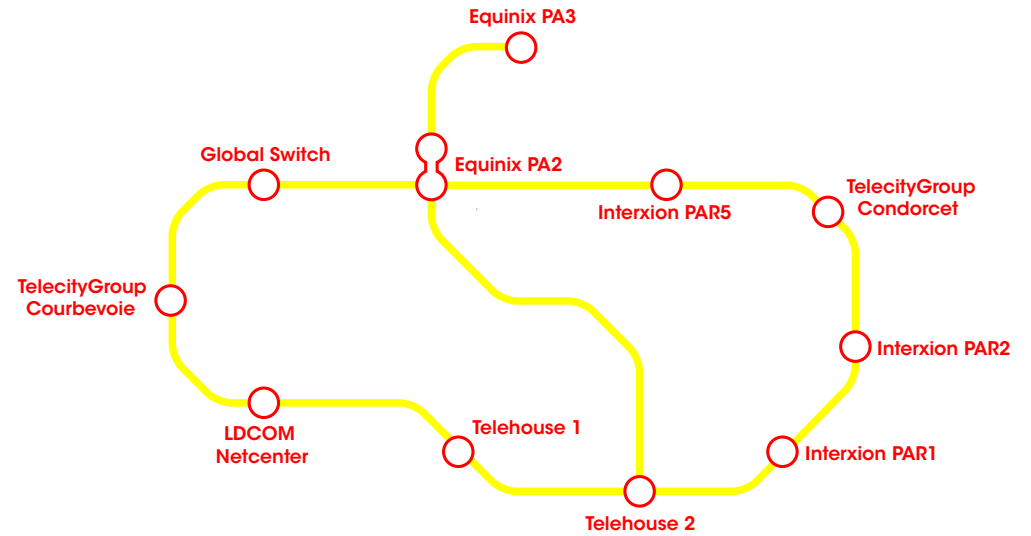 Equinix PA3
Global Switch
Equinix PA2
TelecityGroup
Condorcet
Interxion PAR5
TelecityGroup
Courbevoie
Interxion PAR2
LDCOM
Netcenter
Telehouse 1
Interxion PAR1
Telehouse 2